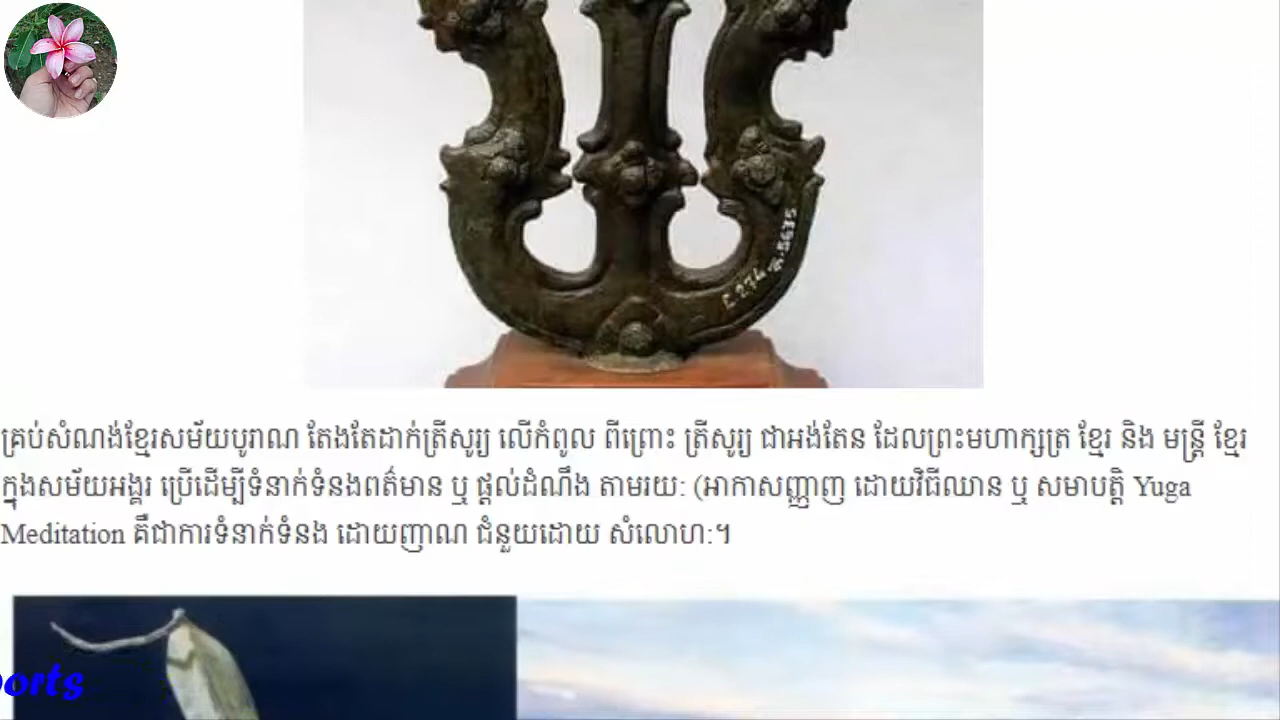 គ្រប់សំណង់ខ្មែរសម័យបូរាណ តែងតែដាក់ត្រីសូរ្យ លើកំពូល ពីព្រោះ ត្រីសូរ្យ ជាអង់តែន ដែលព្រះមហាក្សត្រ ខ្មែរ និង មន្ត្រី ខ្មែរ
ក្នុងសម័យអង្គរ ប្រើដើម្បីទំនាក់ទំនងពត៌មាន ឬ ផ្តល់ដំណឹង តាមរយៈ (អាកាសញ្ញាញ ដោយវិធីឈាន ឬ សមាបត្តិ Yuga
Meditation គឺជាការទំនាក់ទំនង ដោយញាណ ជំនួយដោយ សំលោហៈ។
orts